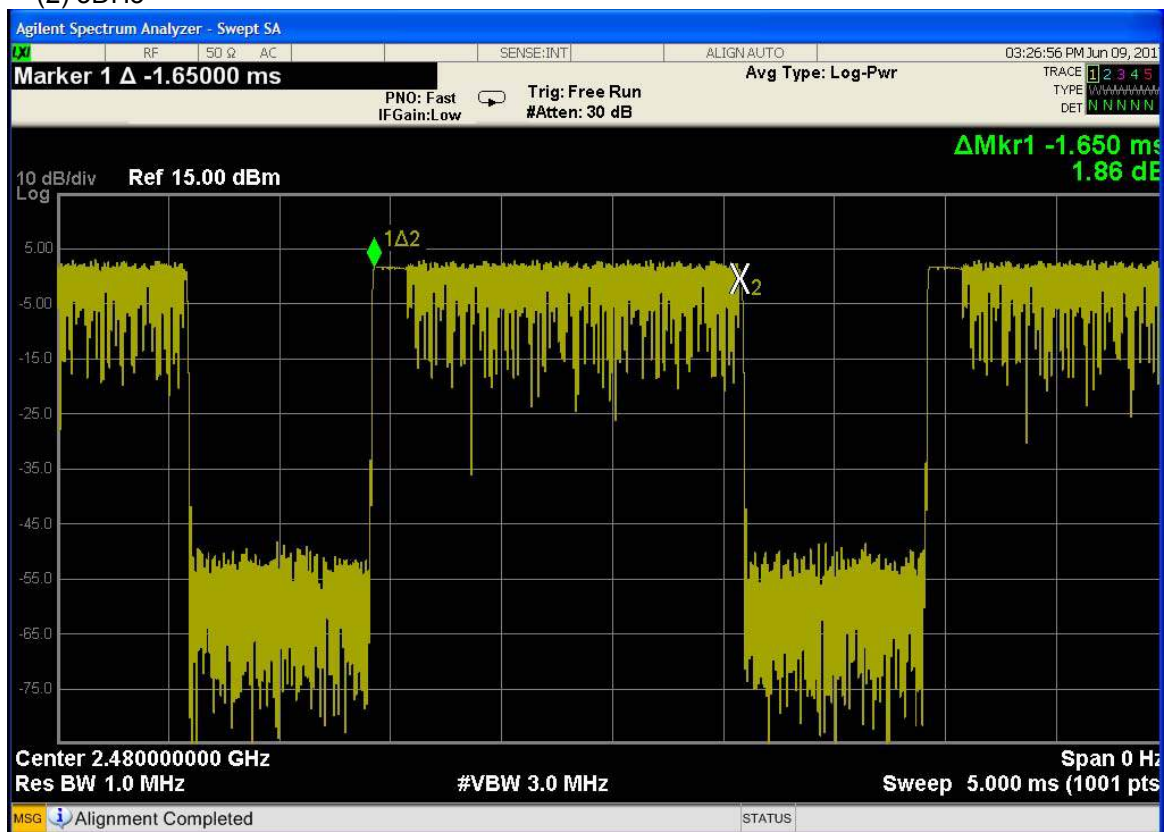 (2) 3DH3
Agilent Spectrum Analyzer - Swept SA
LXI RF 50 Ω AC SENSE:INT ALIGN AUTO 03:26:56 PM Jun 09, 201
Marker 1 Δ -1.65000 ms
PNO: Fast
IFGain:Low
Trig: Free Run
#Atten: 30 dB
Avg Type: Log-Pwr
TRACE 1 2 3 4 5
TYPE
DET N N N N N
ΔMkr1 -1.650 ms
1.86 dB
10 dB/div Ref 15.00 dBm
Log
5.00
-5.00
-15.0
-25.0
-35.0
-45.0
-55.0
-65.0
-75.0
1Δ2
X2
Center 2.480000000 GHz Span 0 Hz
Res BW 1.0 MHz #VBW 3.0 MHz Sweep 5.000 ms (1001 pts
MSG Alignment Completed STATUS